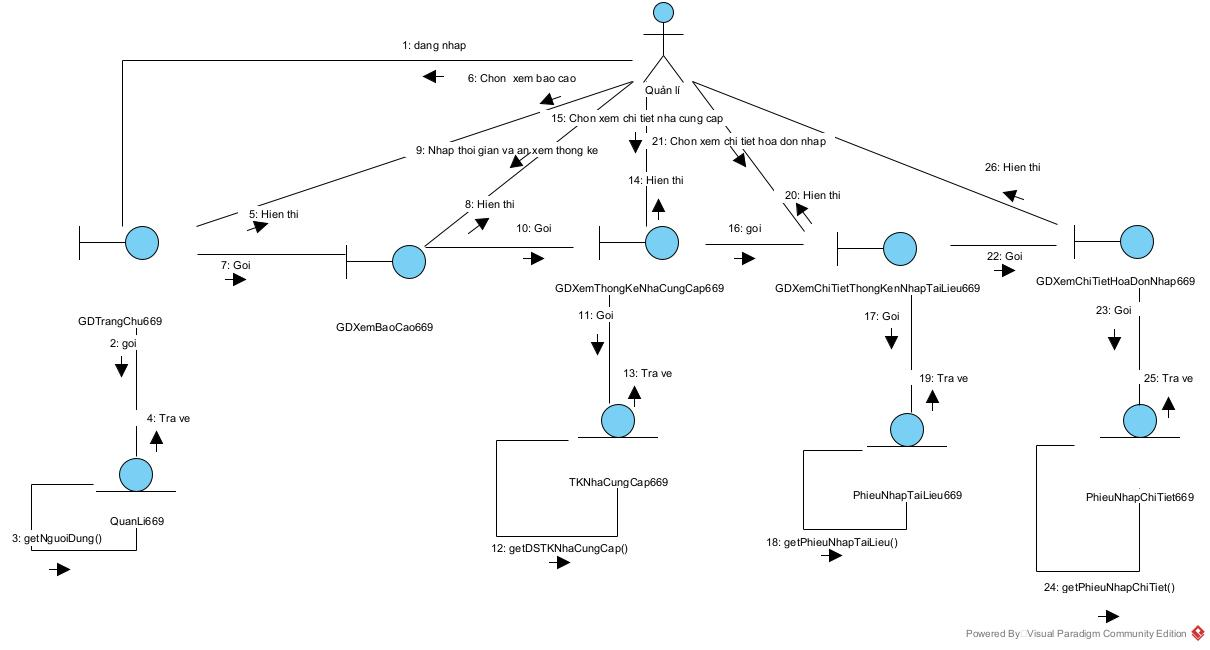 1: dang nhap
6: Chon xem bao cao
Quản lí
15: Chon xem chi tiet nha cung cap
21: Chon xem chi tiet hoa don nhap
9: Nhap thoi gian va an xem thong ke
26: Hien thi
14: Hien thi
20: Hien thi
5: Hien thi
8: Hien thi
10: Goi
16: goi
22: Goi
7: Goi
GDXemThongKeNhaCungCap669
GDXemChiTietThongKenNhapTaiLieu669
GDXemChiTietHoaDonNhap669
GDTrangChu669
GDXemBaoCao669
11: Goi
17: Goi
23: Goi
2: goi
13: Tra ve
19: Tra ve
25: Tra ve
4: Tra ve
TKNhaCungCap669
PhieuNhapTaiLieu669
PhieuNhapChiTiet669
QuanLi669
3: getNguoiDung()
12: getDSTKNhaCungCap()
18: getPhieuNhapTaiLieu()
24: getPhieuNhapChiTiet()
Powered By Visual Paradigm Community Edition